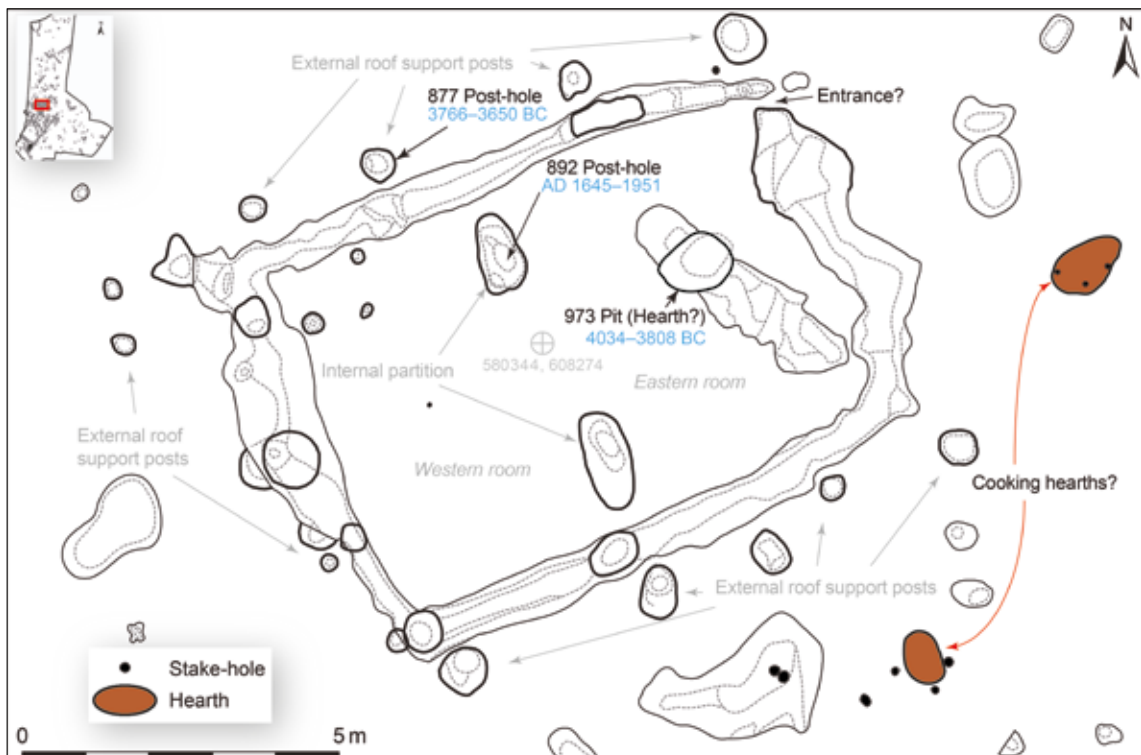 N
External roof support posts
877 Post-hole
3766–3650 BC
Entrance?
892 Post-hole
AD 1645–1951
973 Pit (Hearth?)
4034–3808 BC
580344, 608274
Internal partition
Eastern room
External roof
support posts
Western room
Cooking hearths?
External roof support posts
Stake-hole
Hearth
0
5 m